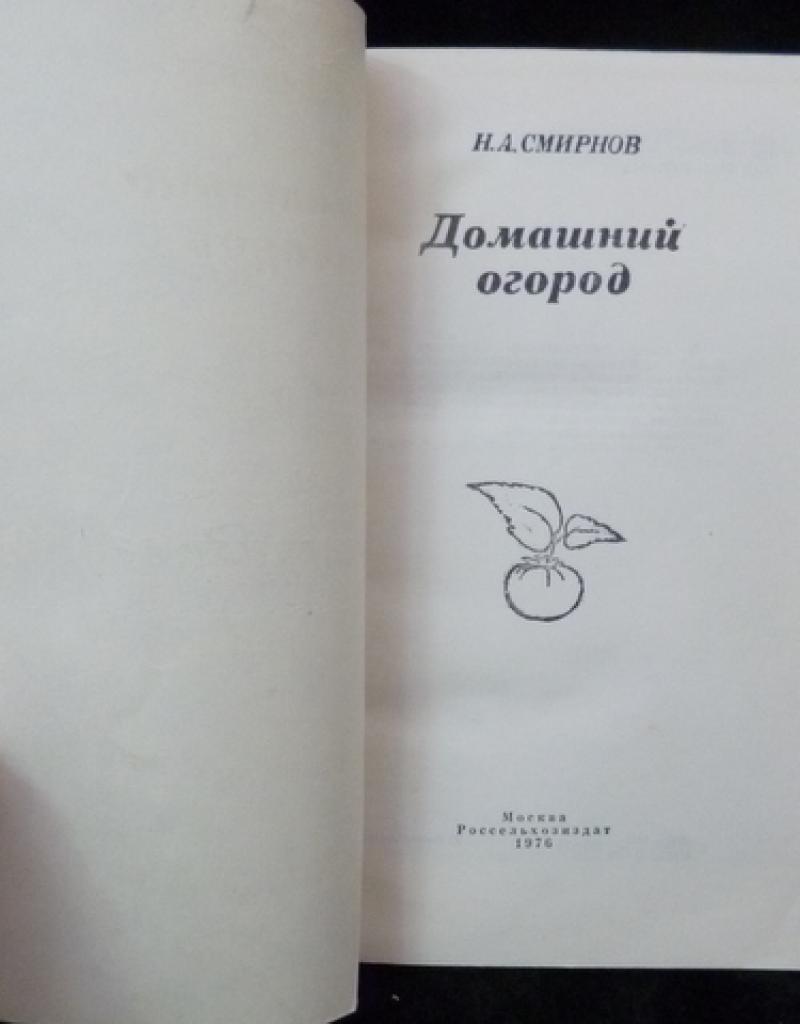 Н.А.СМИРНОВ
Домашний
огород
Москва
Россельхозиздат
1976